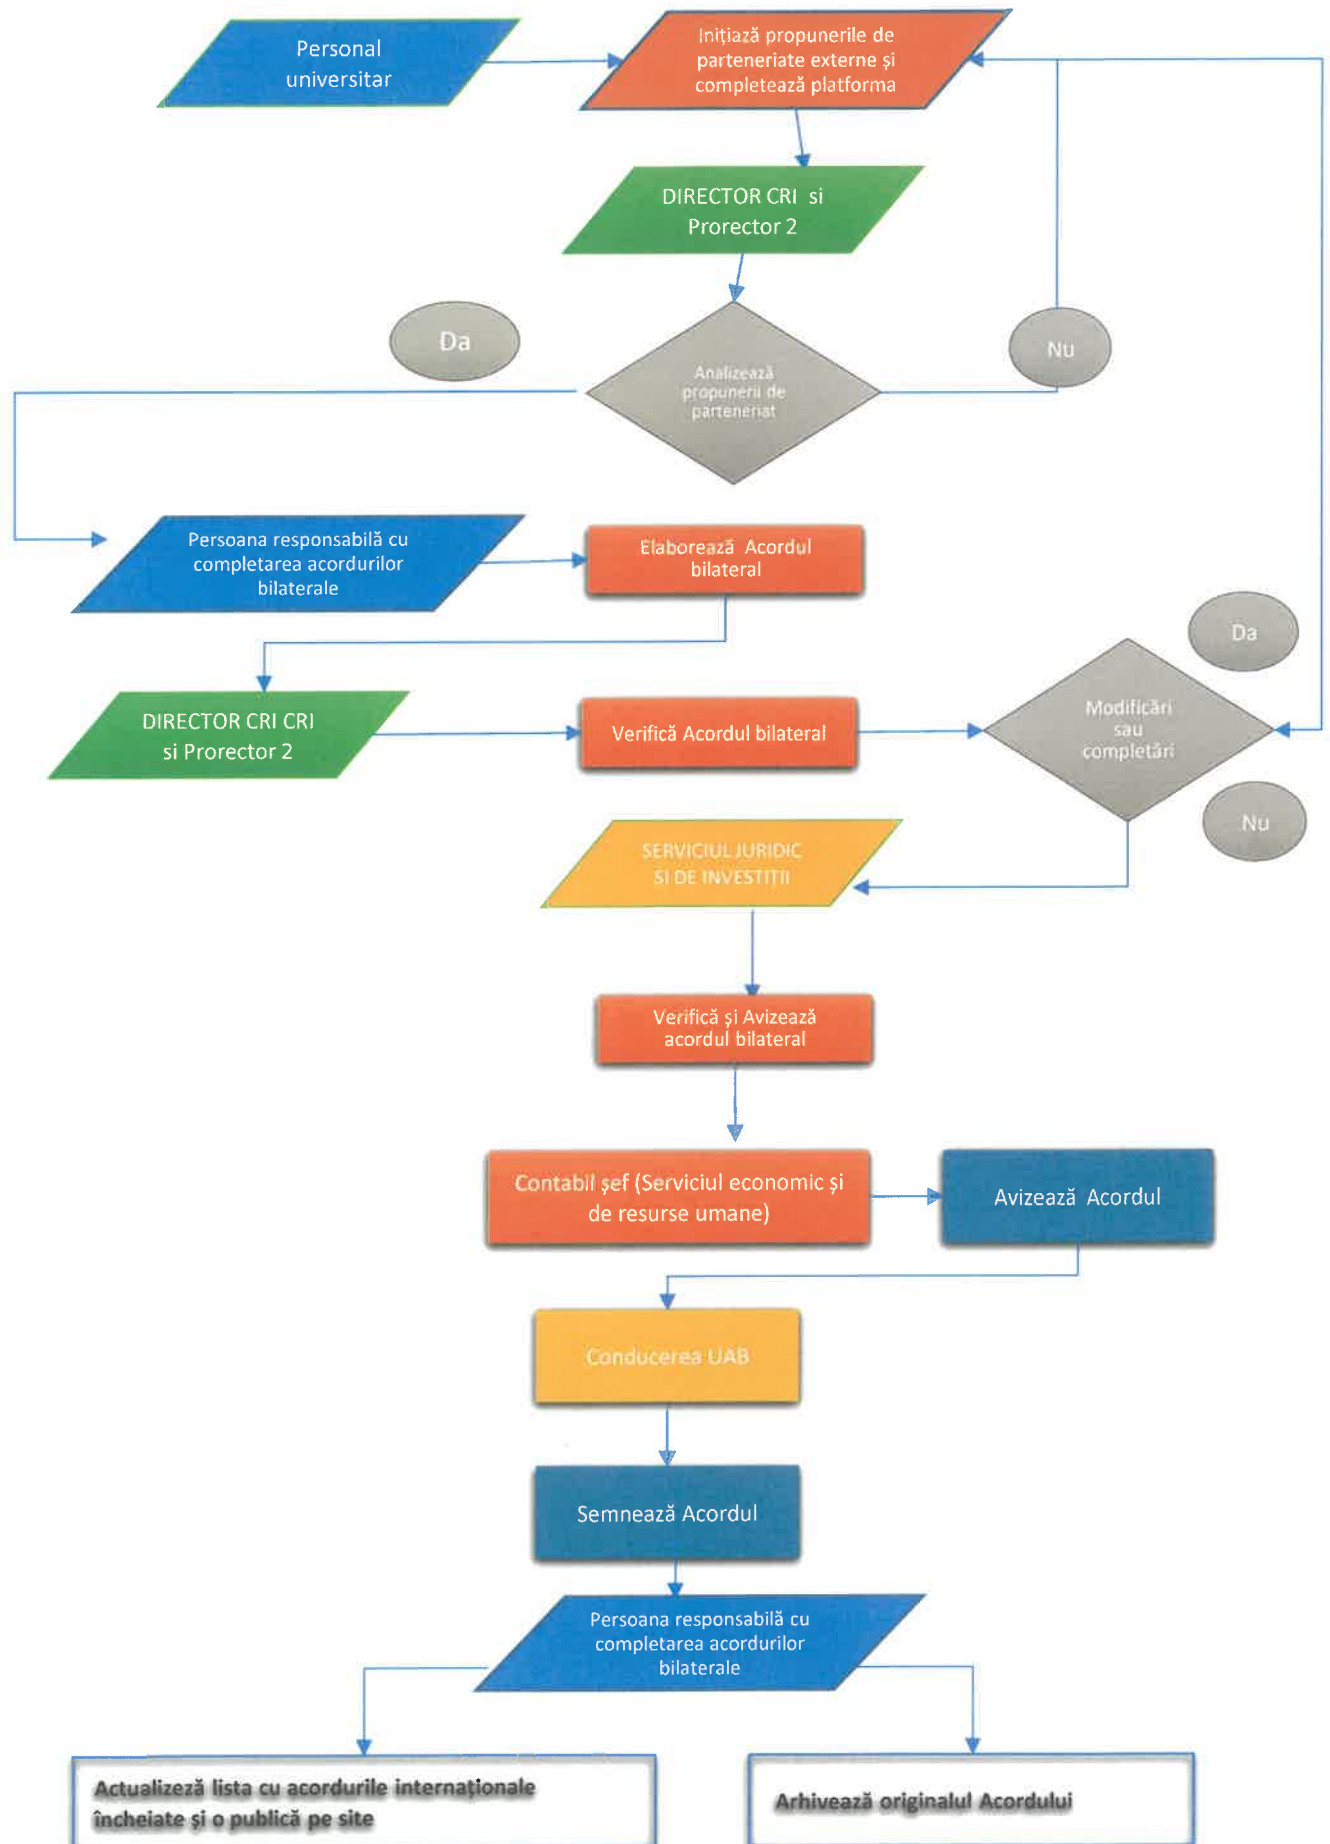 Personal
universitar
Inițiază propunerile de
parteneriate externe și
completează platforma
DIRECTOR CRI si
Prorector 2
Da
Nu
Analizează
propunerii de
parteneriat
Persoana responsabilă cu
completarea acordurilor
bilaterale
Elaborează Acordul
bilateral
Da
DIRECTOR CRI CRI
si Prorector 2
Verifică Acordul bilateral
Modificări
sau
completări
Nu
SERVICIUL JURIDIC
SI DE INVESTIȚII
Verifică și Avizează
acordul bilateral
Contabil șef (Serviciul economic și
de resurse umane)
Avizează Acordul
Conducerea UAB
Semnează Acordul
Persoana responsabilă cu
completarea acordurilor
bilaterale
Actualizeză lista cu acordurile internaționale
încheiate și o publică pe site
Arhivează originalul Acordului